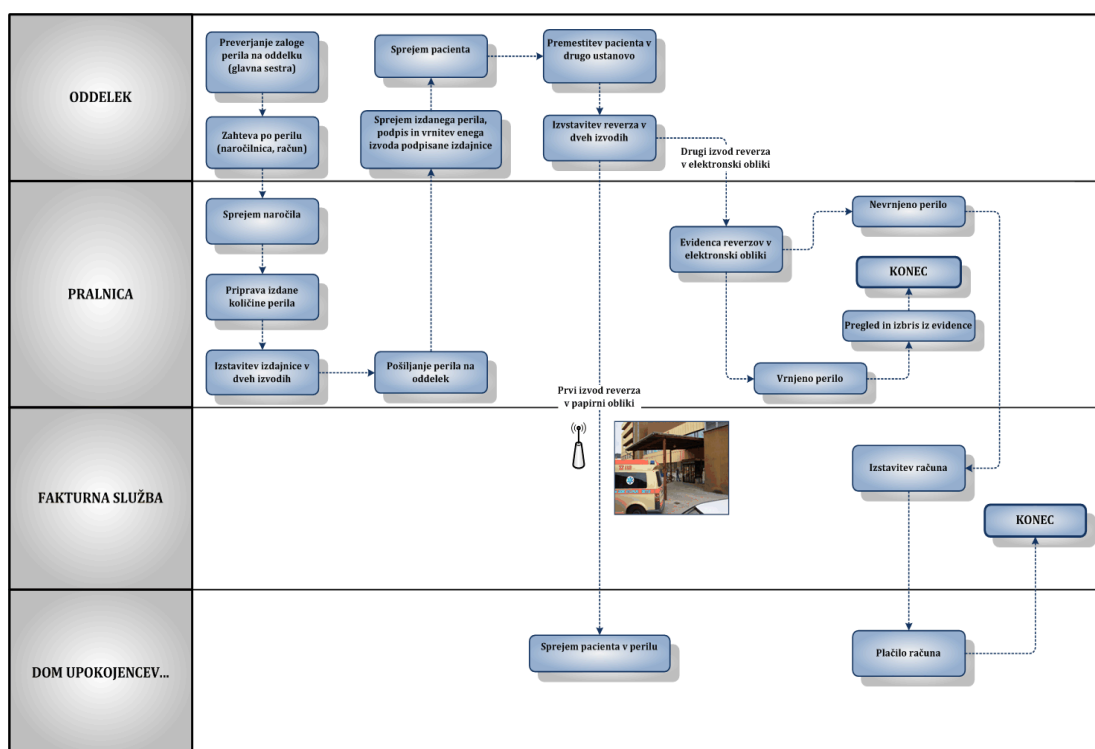 ODDELEK
Preverjanje zaloge
perila na oddelku
(glavna sestra)
Zahteva po perilu
(naročilnica, račun)
Sprejem pacienta
Sprejem izdanega perila,
podpis in vrnitev enega
izvoda podpisane izdajnice
Premestitev pacienta v
drugo ustanovo
Izvstavitev reverza v
dveh izvodih
Drugi izvod reverza
v elektronski obliki
PRALNICA
Sprejem naročila
Priprava izdane
količine perila
Izstavitev izdajnice v
dveh izvodih
Pošiljanje perila na
oddelek
Evidenca reverzov v
elektronski obliki
Nevrnjeno perilo
KONEC
Pregled in izbris iz evidence
Vrnjeno perilo
Prvi izvod reverza
v papirni obliki
FAKTURNA SLUŽBA
Izstavitev računa
KONEC
DOM UPOKOJENCEV...
Sprejem pacienta v perilu
Plačilo računa